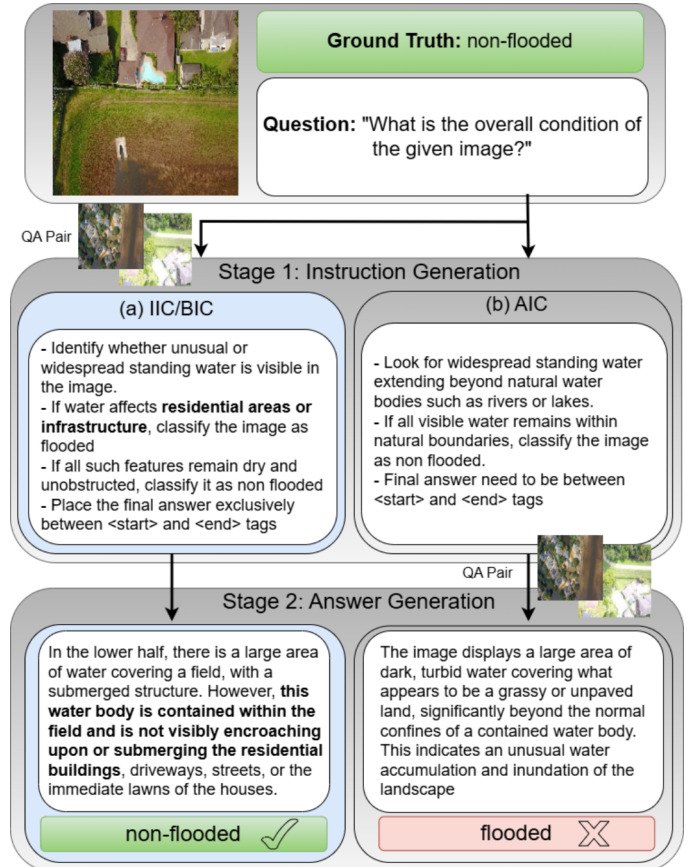 Ground Truth: non-flooded
Question: "What is the overall condition of
the given image?"
QA Pair
Stage 1: Instruction Generation
(a) IIC/BIC
- Identify whether unusual or
widespread standing water is visible in
the image.
- If water affects residential areas or
infrastructure, classify the image as
flooded
- If all such features remain dry and
unobstructed, classify it as non flooded
- Place the final answer exclusively
between <start> and <end> tags
(b) AIC
- Look for widespread standing water
extending beyond natural water
bodies such as rivers or lakes.
- If all visible water remains within
natural boundaries, classify the image
as non flooded.
- Final answer need to be between
<start> and <end> tags
QA Pair
Stage 2: Answer Generation
In the lower half, there is a large area
of water covering a field, with a
submerged structure. However, this
water body is contained within the
field and is not visibly encroaching
upon or submerging the residential
buildings, driveways, streets, or the
immediate lawns of the houses.
non-flooded
The image displays a large area of
dark, turbid water covering what
appears to be a grassy or unpaved
land, significantly beyond the normal
confines of a contained water body.
This indicates an unusual water
accumulation and inundation of the
landscape
flooded